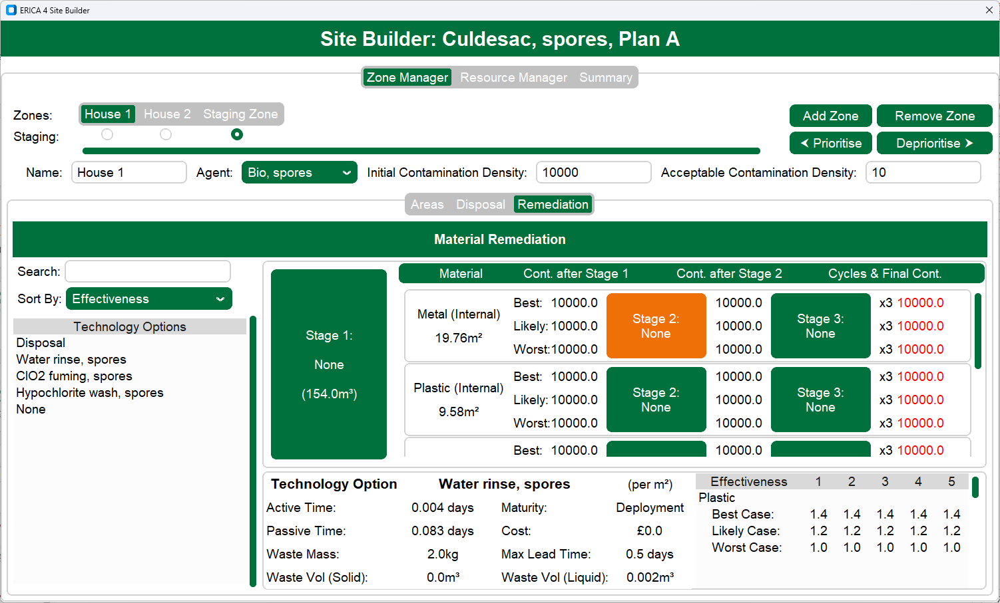 ERICA 4 Site Builder
Site Builder: Culdesac, spores, Plan A
Zone Manager Resource Manager Summary
Zones: House 1 House 2 Staging Zone Add Zone Remove Zone
Staging: Prioritise Deprioritise
Name: House 1 Agent: Bio, spores Initial Contamination Density: 10000 Acceptable Contamination Density: 10
Areas Disposal Remediation
Material Remediation
Search:
Sort By: Effectiveness
Technology Options
Disposal
Water rinse, spores
ClO2 fuming, spores
Hypochlorite wash, spores
None
Stage 1:
None
(154.0m³)
Material Cont. after Stage 1 Cont. after Stage 2 Cycles & Final Cont.
Metal (Internal)
19.76m²
Best: 10000.0
Likely: 10000.0
Worst: 10000.0
Stage 2:
None
10000.0
10000.0
10000.0
Stage 3:
None
x3 10000.0
x3 10000.0
x3 10000.0
Plastic (Internal)
9.58m²
Best: 10000.0
Likely: 10000.0
Worst: 10000.0
Stage 2:
None
10000.0
10000.0
10000.0
Stage 3:
None
x3 10000.0
x3 10000.0
x3 10000.0
Best: 10000.0 10000.0 x3 10000.0
Technology Option Water rinse, spores (per m²)
Active Time: 0.004 days Maturity: Deployment
Passive Time: 0.083 days Cost: £0.0
Waste Mass: 2.0kg Max Lead Time: 0.5 days
Waste Vol (Solid): 0.0m³ Waste Vol (Liquid): 0.002m³
Effectiveness 1 2 3 4 5
Plastic
Best Case: 1.4 1.4 1.4 1.4 1.4
Likely Case: 1.2 1.2 1.2 1.2 1.2
Worst Case: 1.0 1.0 1.0 1.0 1.0